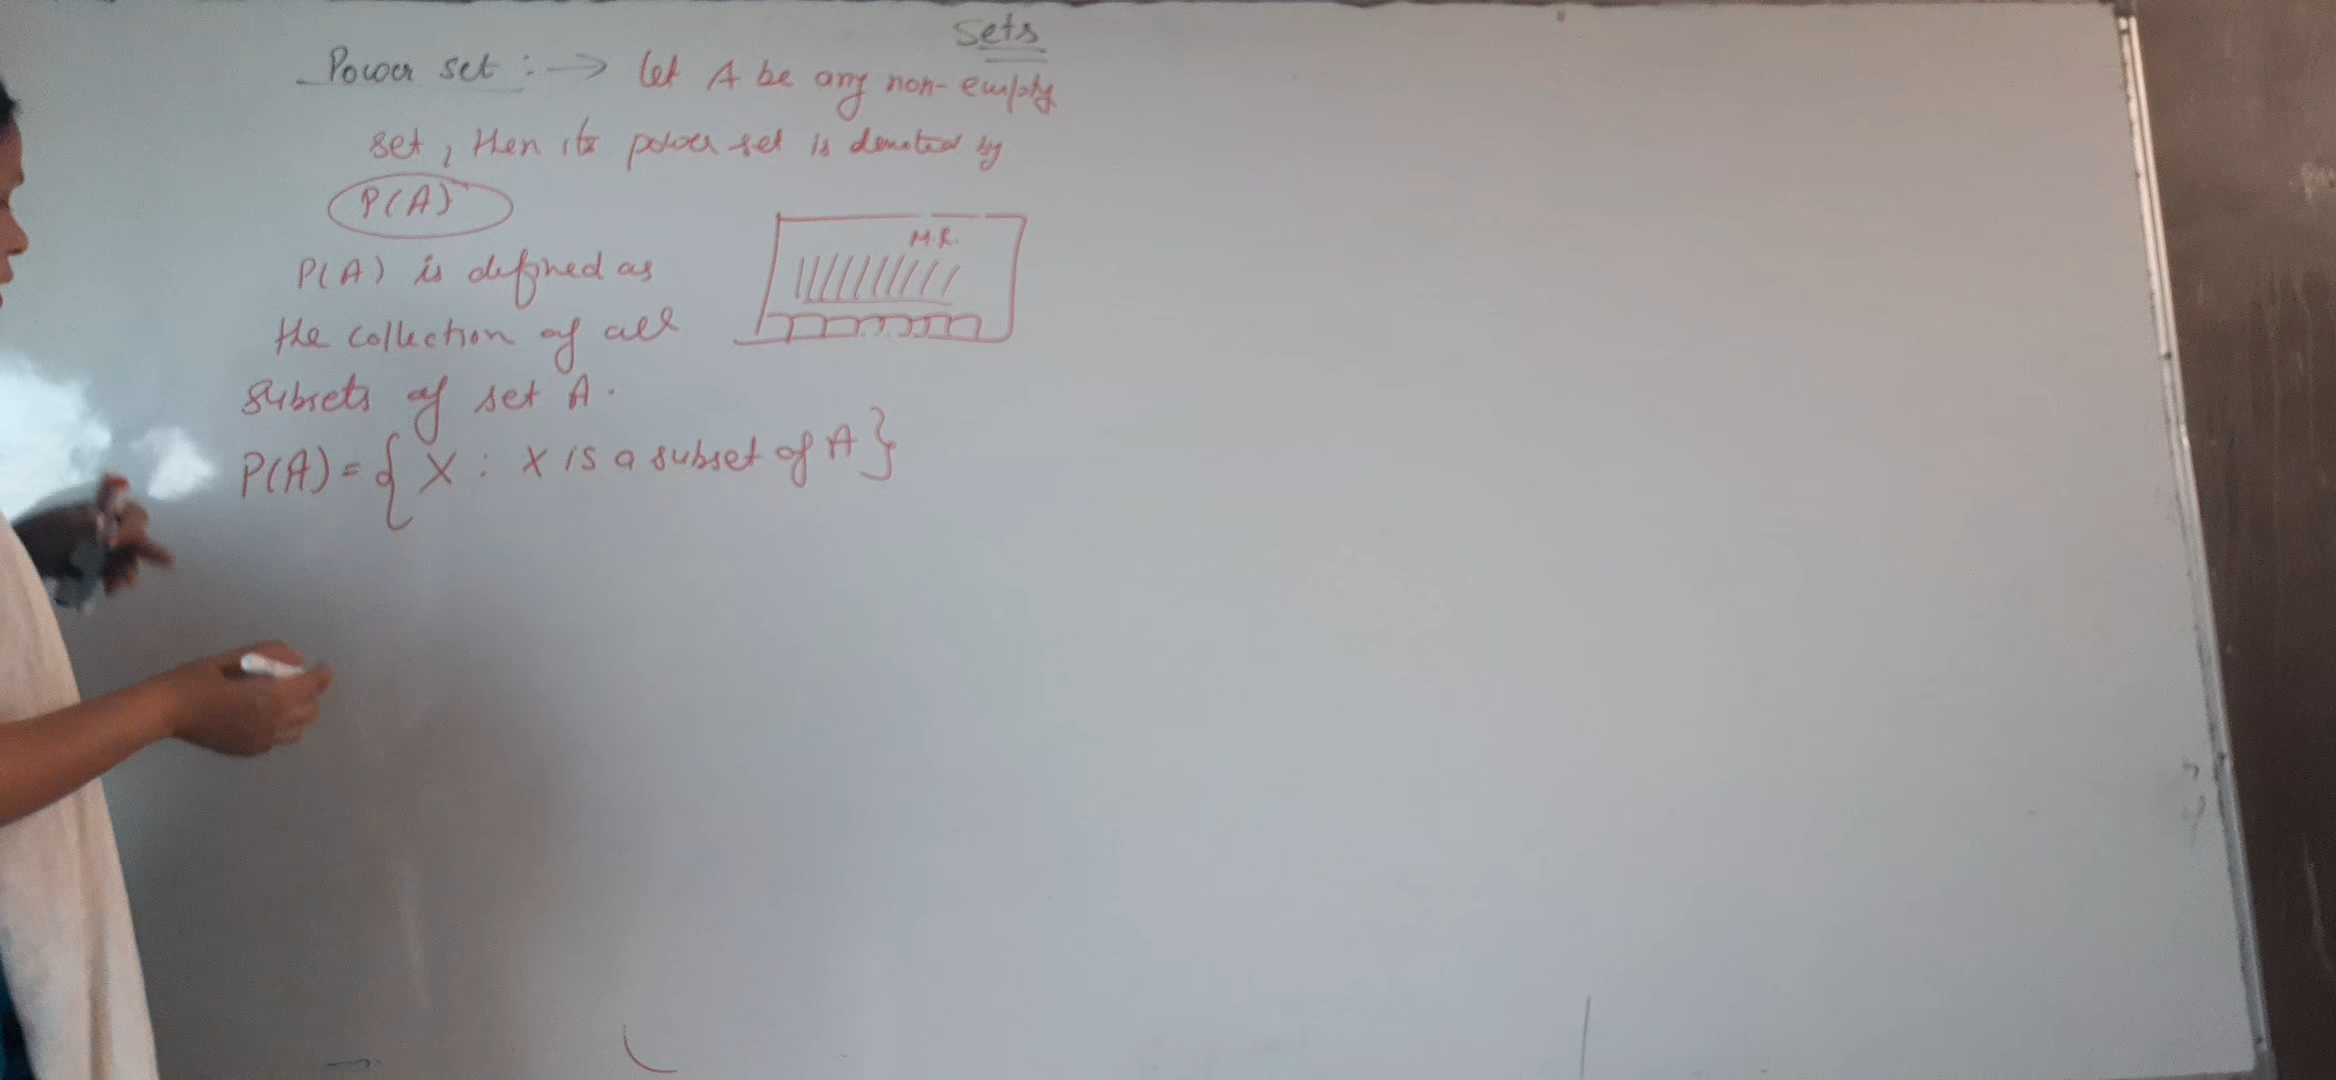 Sets
Power set :→ let A be any non-empty
set, then its power set is denoted by
P(A)
M.R.
P(A) is defined as
the collection of all
subsets of set A.
P(A) = { X : X is a subset of A }